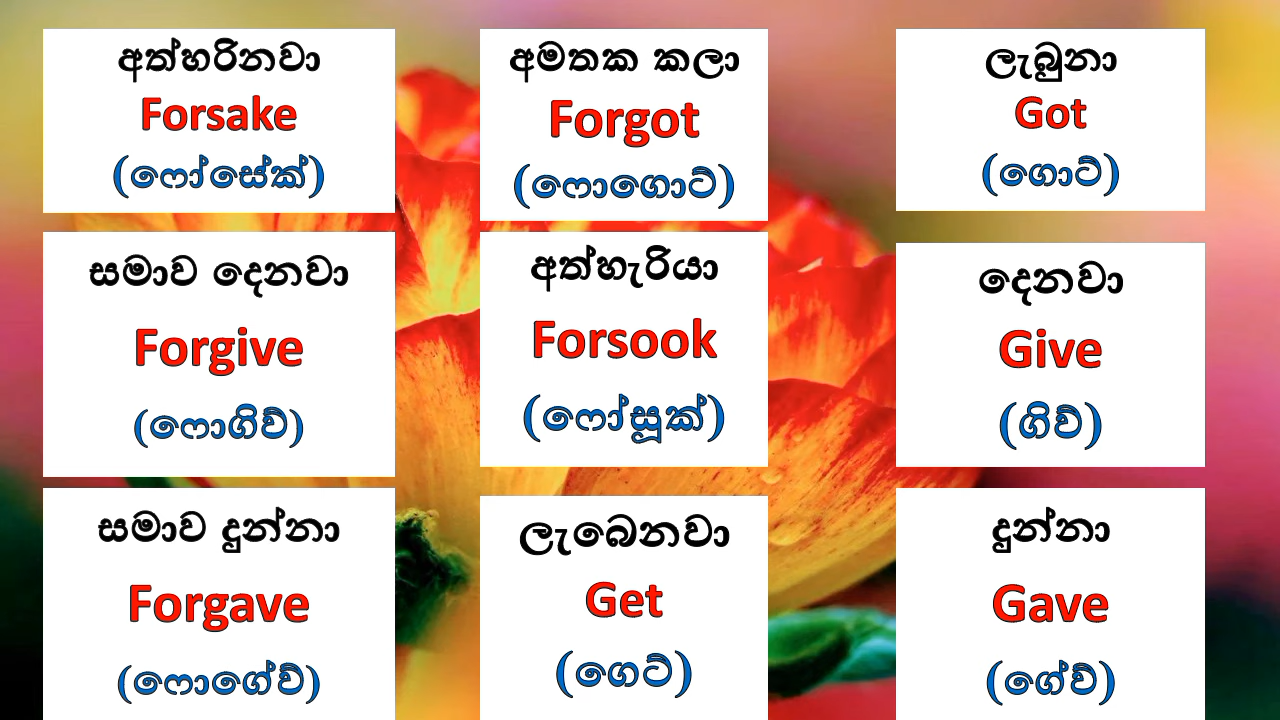 අත්හරිනවා
Forsake
(ෆෝසේක්)
අමතක කලා
Forgot
(ෆොගොට්)
ලැබුනා
Got
(ගොට්)
සමාව දෙනවා
Forgive
(ෆොගිව්)
අත්හැරියා
Forsook
(ෆෝසූක්)
දෙනවා
Give
(ගිව්)
සමාව දුන්නා
Forgave
(ෆොගේව්)
ලැබෙනවා
Get
(ගෙට්)
දුන්නා
Gave
(ගේව්)